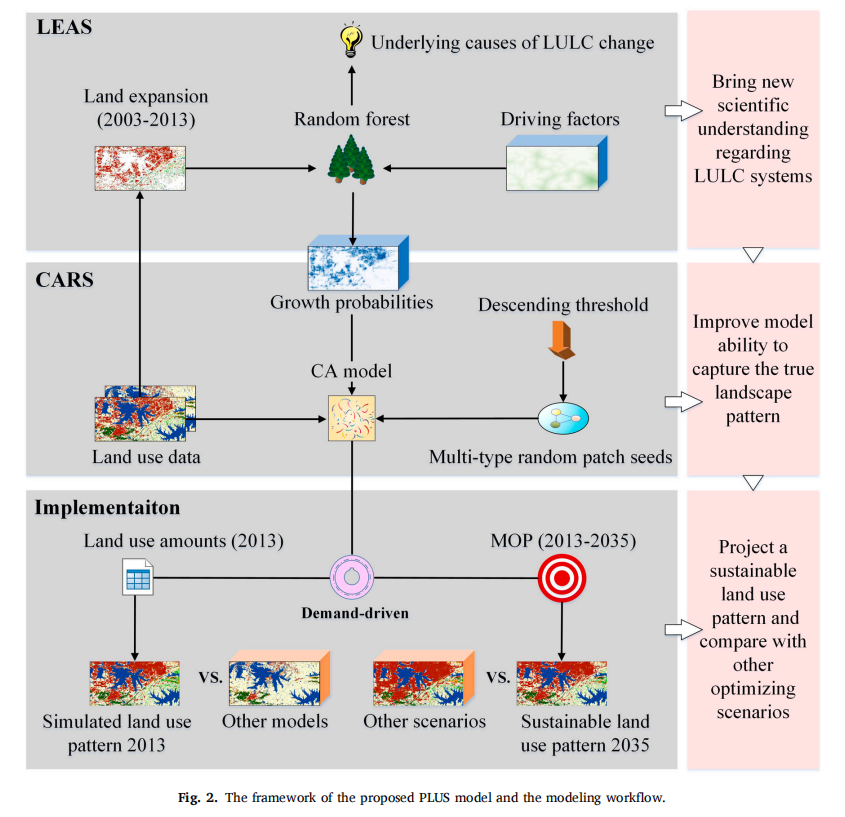 LEAS
Underlying causes of LULC change
Land expansion
(2003-2013)
Random forest
Driving factors
Bring new
scientific
understanding
regarding
LULC systems
CARS
Growth probabilities
Descending threshold
CA model
Land use data
Multi-type random patch seeds
Improve model
ability to
capture the true
landscape
pattern
Implementaiton
Land use amounts (2013)
MOP (2013-2035)
Demand-driven
vs.
vs.
Simulated land use
pattern 2013
Other models
Other scenarios
Sustainable land
use pattern 2035
Project a
sustainable
land use
pattern and
compare with
other
optimizing
scenarios
Fig. 2. The framework of the proposed PLUS model and the modeling workflow.